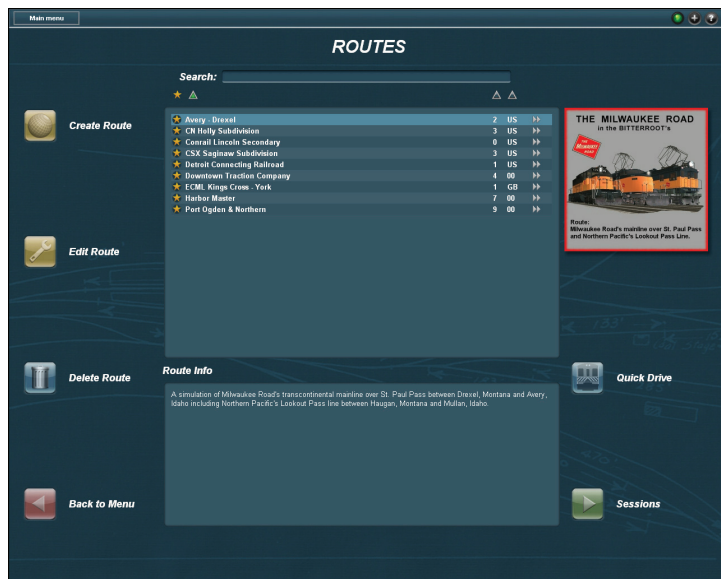 Main menu
ROUTES
Search:
Create Route
Edit Route
Delete Route
Back to Menu
Avery - Drexel 2 US
CN Holly Subdivision 3 US
Conrail Lincoln Secondary 0 US
CSX Saginaw Subdivision 3 US
Detroit Connecting Railroad 1 US
Downtown Traction Company 4 00
ECML Kings Cross - York 1 GB
Harbor Master 7 00
Port Ogden & Northern 9 00
THE MILWAUKEE ROAD
in the BITTERROOT's
THE
MILWAUKEE
ROAD
Route:
Milwaukee Road's mainline over St. Paul Pass
and Northern Pacific's Lookout Pass Line.
Route Info
A simulation of Milwaukee Road's transcontinental mainline over St. Paul Pass between Drexel, Montana and Avery,
Idaho including Northern Pacific's Lookout Pass line between Haugan, Montana and Mullan, Idaho.
Quick Drive
Sessions
133'
470'